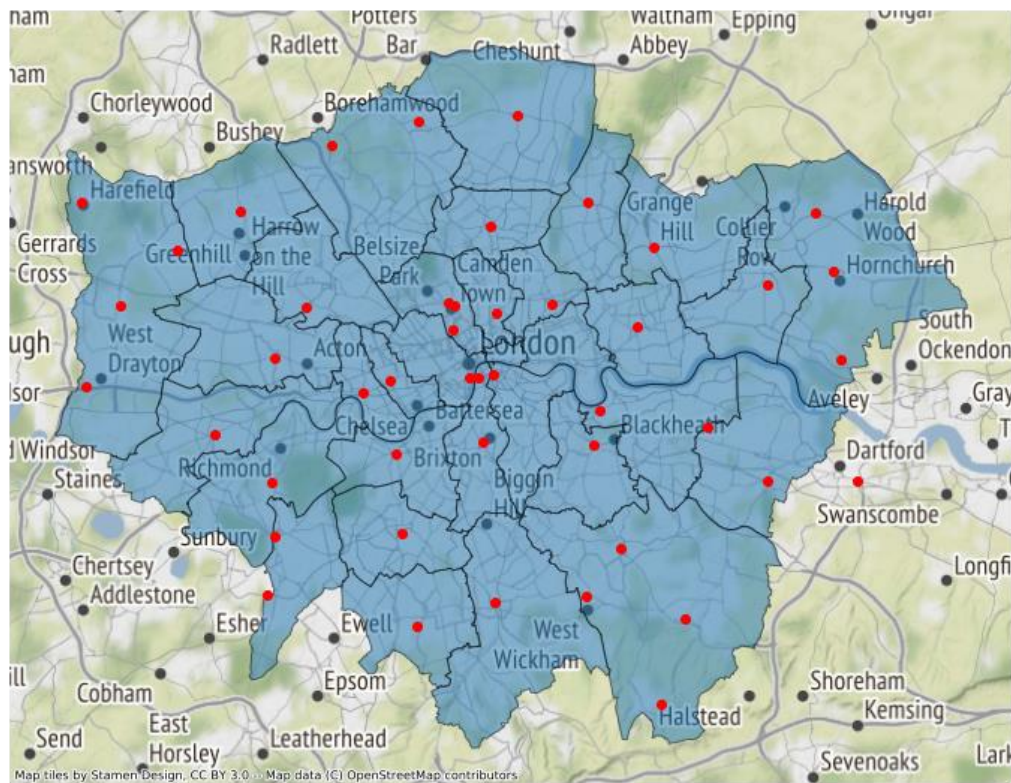 Potters
Bar
Waltham
Abbey
Epping
Radlett
Cheshunt
Chorleywood
Borehamwood
Bushey
Harefield
Gerrards
Cross
Greenhill
Harrow
on the
Hill
Belsize
Park
Camden
Town
Grange
Hill
Collier
Row
Harold
Wood
Hornchurch
West
Drayton
Acton
London
South
Ockendon
Aveley
Chelsea
Battersea
Brixton
Blackheath
Richmond
Windsor
Staines
Dartford
Swanscombe
Biggin
Hill
Sunbury
Chertsey
Addlestone
Esher
Ewell
West
Wickham
Cobham
Epsom
Halstead
Shoreham
Kemsing
Send
East
Horsley
Leatherhead
Sevenoaks
Map tiles by Stamen Design, CC BY 3.0 -- Map data (C) OpenStreetMap contributors